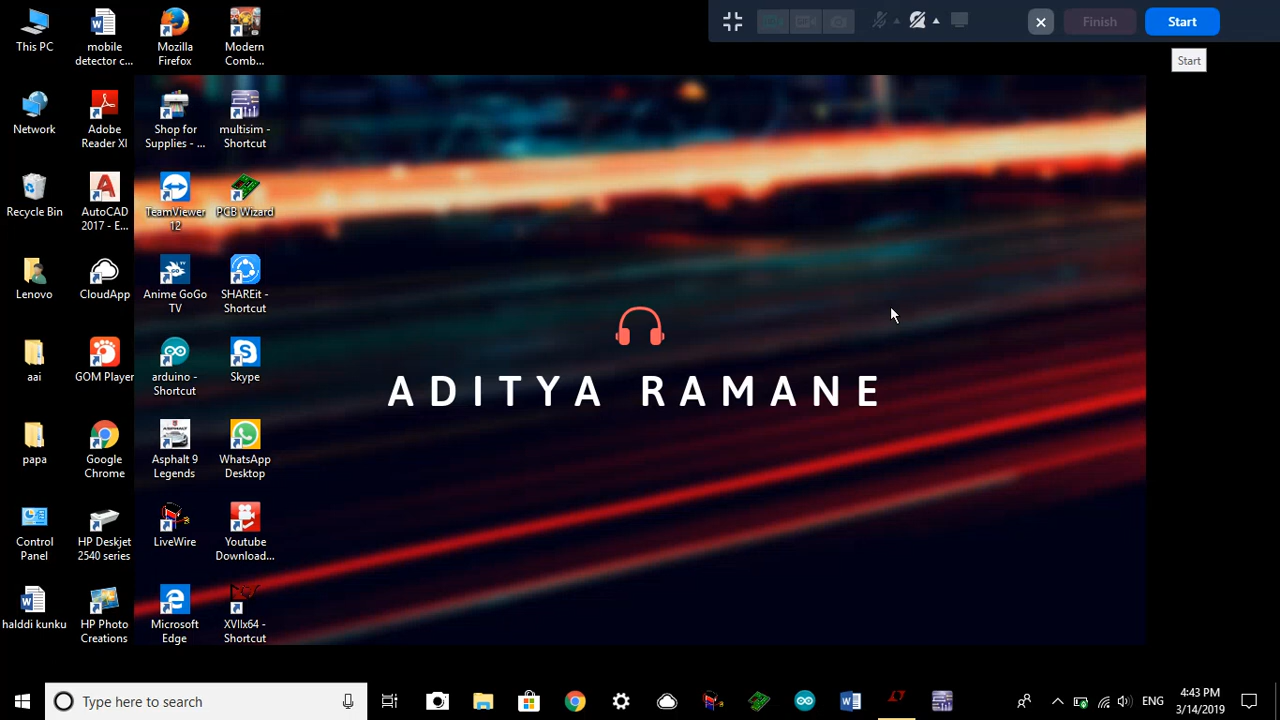 This PC
mobile
detector c...
Mozilla
Firefox
Modern
Comb...
Finish
Start
Start
Network
Adobe
Reader XI
Shop for
Supplies - ...
multisim -
Shortcut
Recycle Bin
AutoCAD
2017 - E...
TeamViewer
12
PCB Wizard
Lenovo
CloudApp
Anime GoGo
TV
SHAREit -
Shortcut
aai
GOM Player
arduino -
Shortcut
Skype
ADITYA RAMANE
papa
Google
Chrome
Asphalt 9
Legends
WhatsApp
Desktop
Control
Panel
HP Deskjet
2540 series
LiveWire
Youtube
Download...
halddi kunku
HP Photo
Creations
Microsoft
Edge
XVIIx64 -
Shortcut
Type here to search
ENG
4:43 PM
3/14/2019